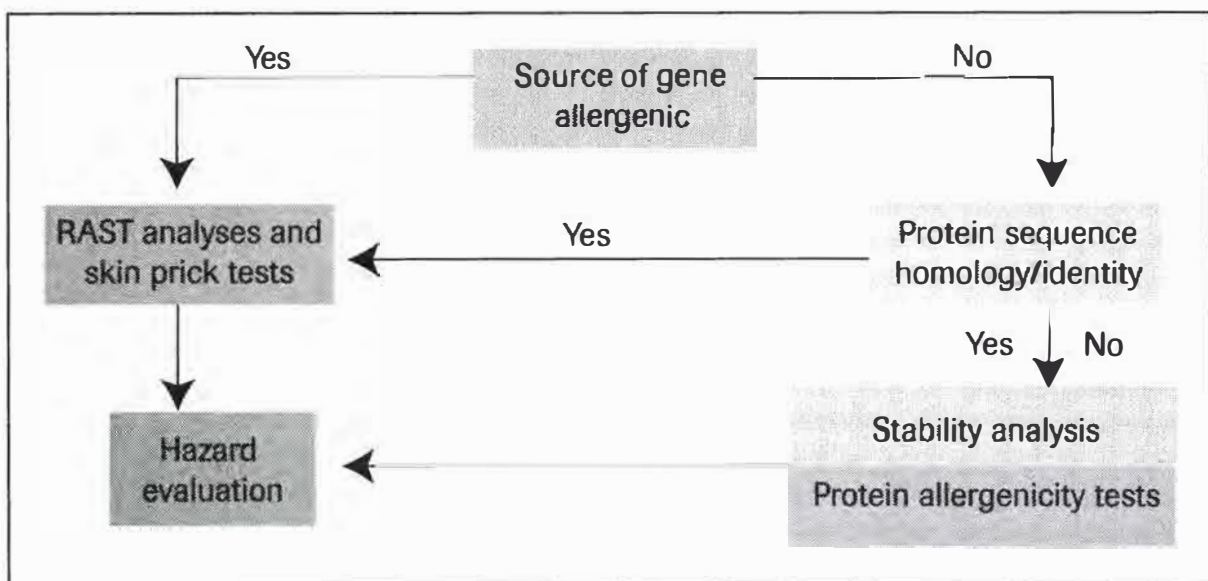 Yes
Source of gene
allergenic
No
RAST analyses and
skin prick tests
Yes
Protein sequence
homology/identity
Yes
No
Hazard
evaluation
Stability analysis
Protein allergenicity tests